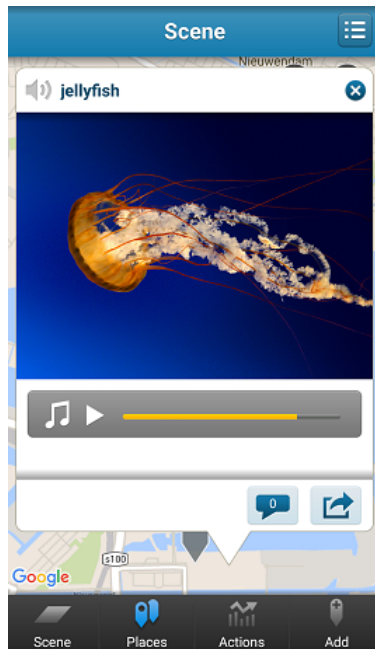 Scene
Nieuwendam
jellyfish
0
s100
Google
Scene
Places
Actions
Add